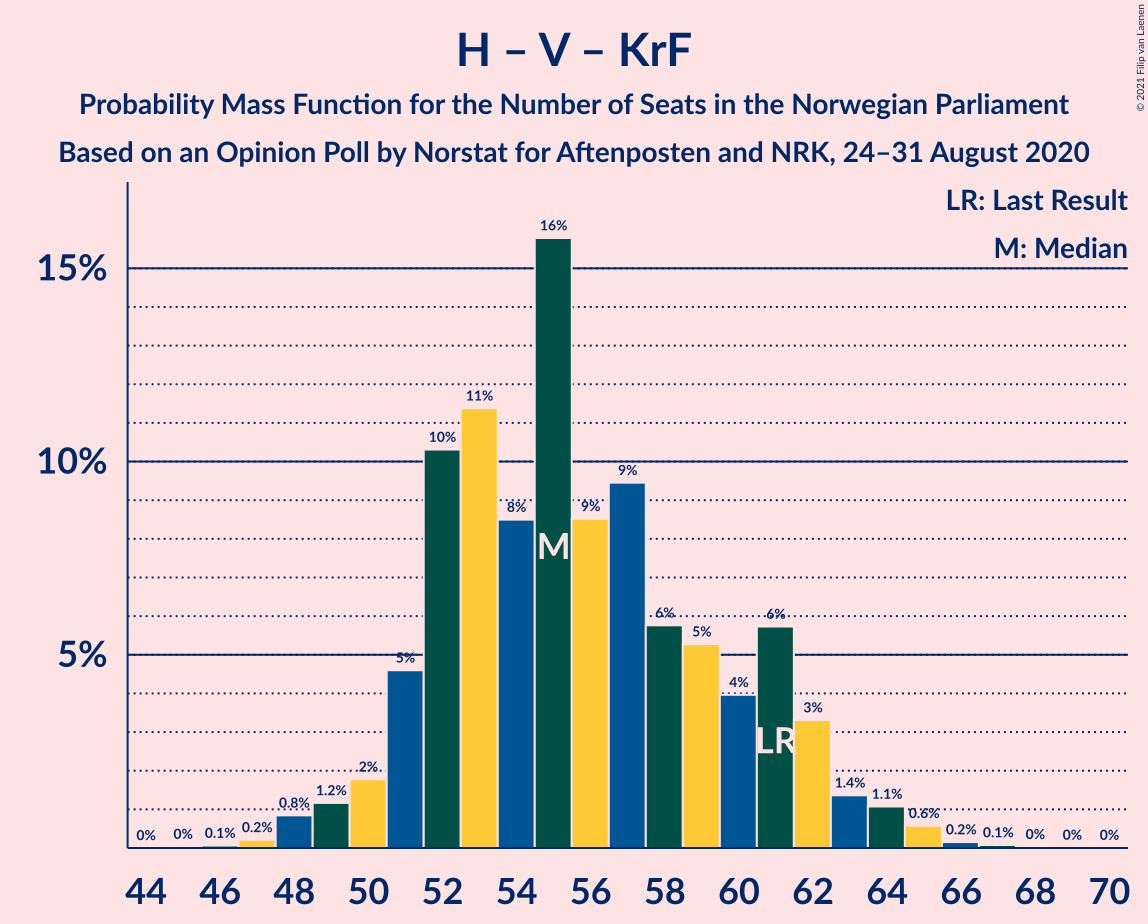 © 2021 Filip van Laenen
H – V – KrF
Probability Mass Function for the Number of Seats in the Norwegian Parliament
Based on an Opinion Poll by Norstat for Aftenposten and NRK, 24–31 August 2020
LR: Last Result
M: Median
15%
10%
5%
0% 0% 0.1% 0.2% 0.8% 1.2% 2% 5% 10% 11% 8% 16% 9% 9% 6% 5% 4% 6% 3% 1.4% 1.1% 0.6% 0.2% 0.1% 0% 0% 0%
M
LR
44 46 48 50 52 54 56 58 60 62 64 66 68 70